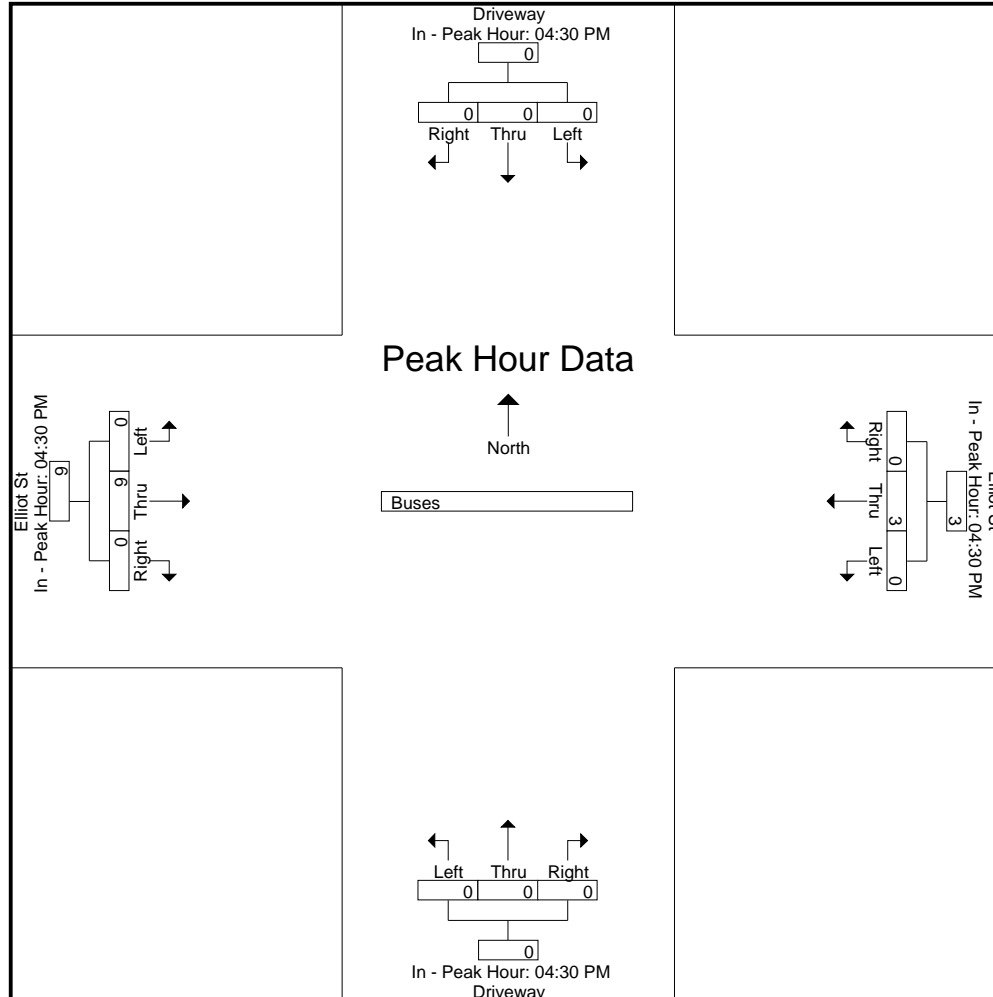 Driveway
In - Peak Hour: 04:30 PM
0
0 0 0
Right Thru Left
Peak Hour Data
North
Buses
Elliot St
In - Peak Hour: 04:30 PM
9
0 9 0
Right Thru Left
Elliot St
In - Peak Hour: 04:30 PM
3
0 3 0
Right Thru Left
Left Thru Right
0 0 0
0
In - Peak Hour: 04:30 PM
Driveway